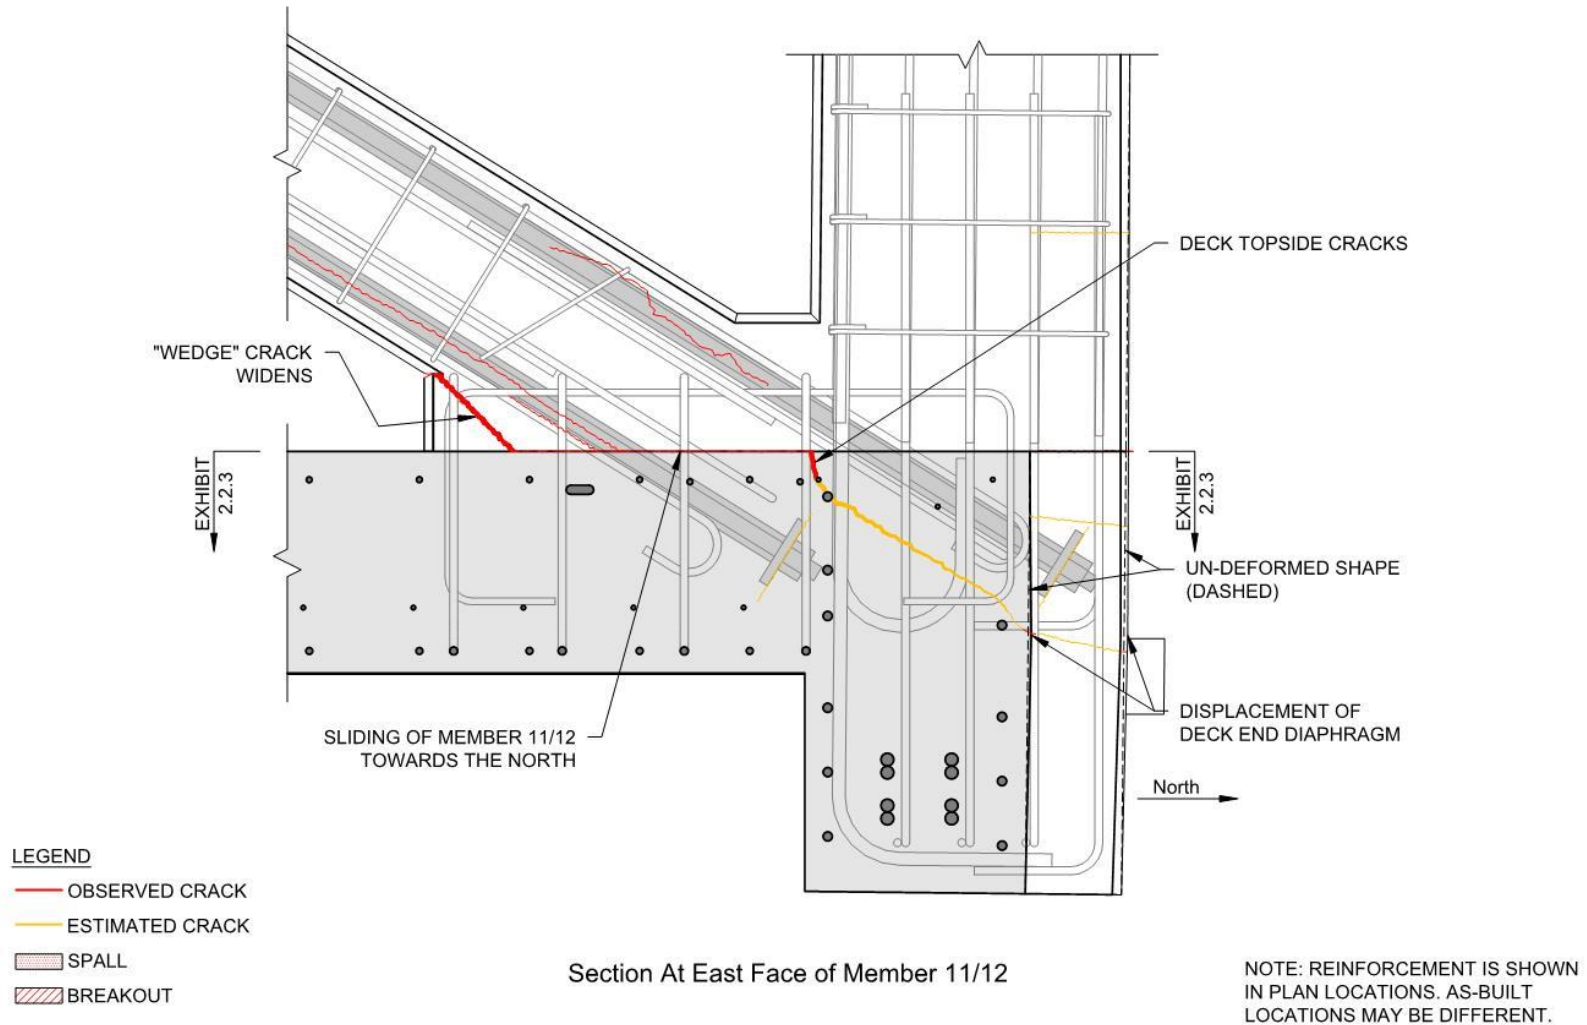 DECK TOPSIDE CRACKS
"WEDGE" CRACK
WIDENS
EXHIBIT
2.2.3
EXHIBIT
2.2.3
UN-DEFORMED SHAPE
(DASHED)
SLIDING OF MEMBER 11/12
TOWARDS THE NORTH
DISPLACEMENT OF
DECK END DIAPHRAGM
North
LEGEND
OBSERVED CRACK
ESTIMATED CRACK
SPALL
BREAKOUT
Section At East Face of Member 11/12
NOTE: REINFORCEMENT IS SHOWN
IN PLAN LOCATIONS. AS-BUILT
LOCATIONS MAY BE DIFFERENT.